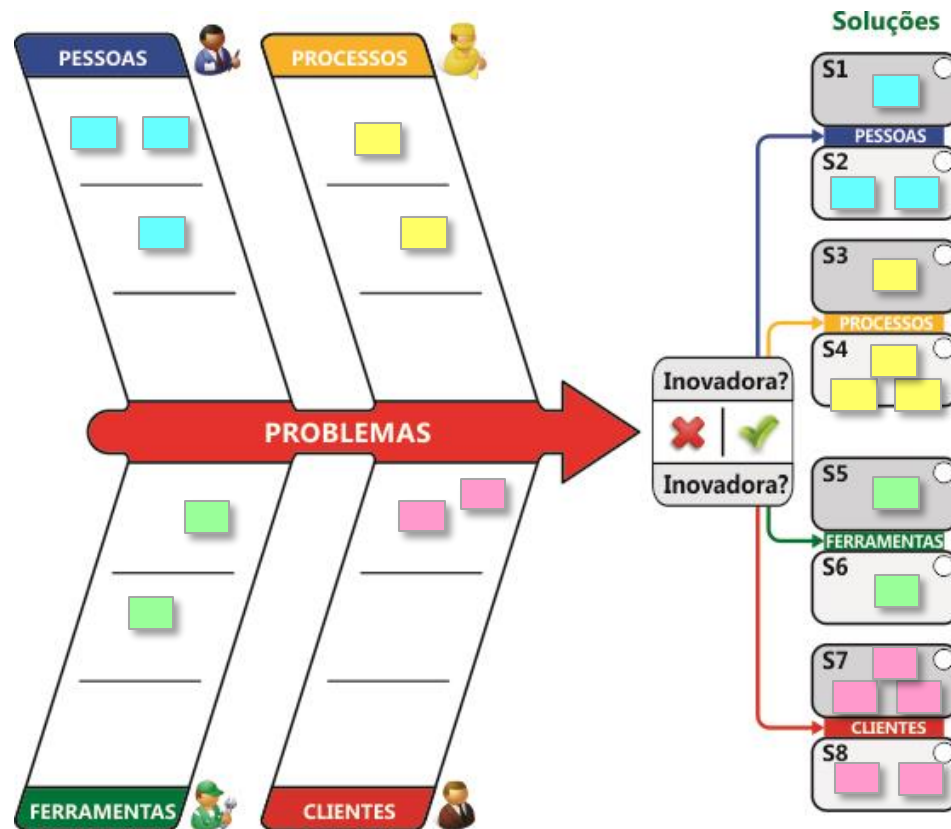 Soluções
PESSOAS
PROCESSOS
S1
PESSOAS
S2
S3
PROCESSOS
S4
Inovadora?
PROBLEMAS
Inovadora?
S5
FERRAMENTAS
S6
S7
CLIENTES
S8
FERRAMENTAS
CLIENTES